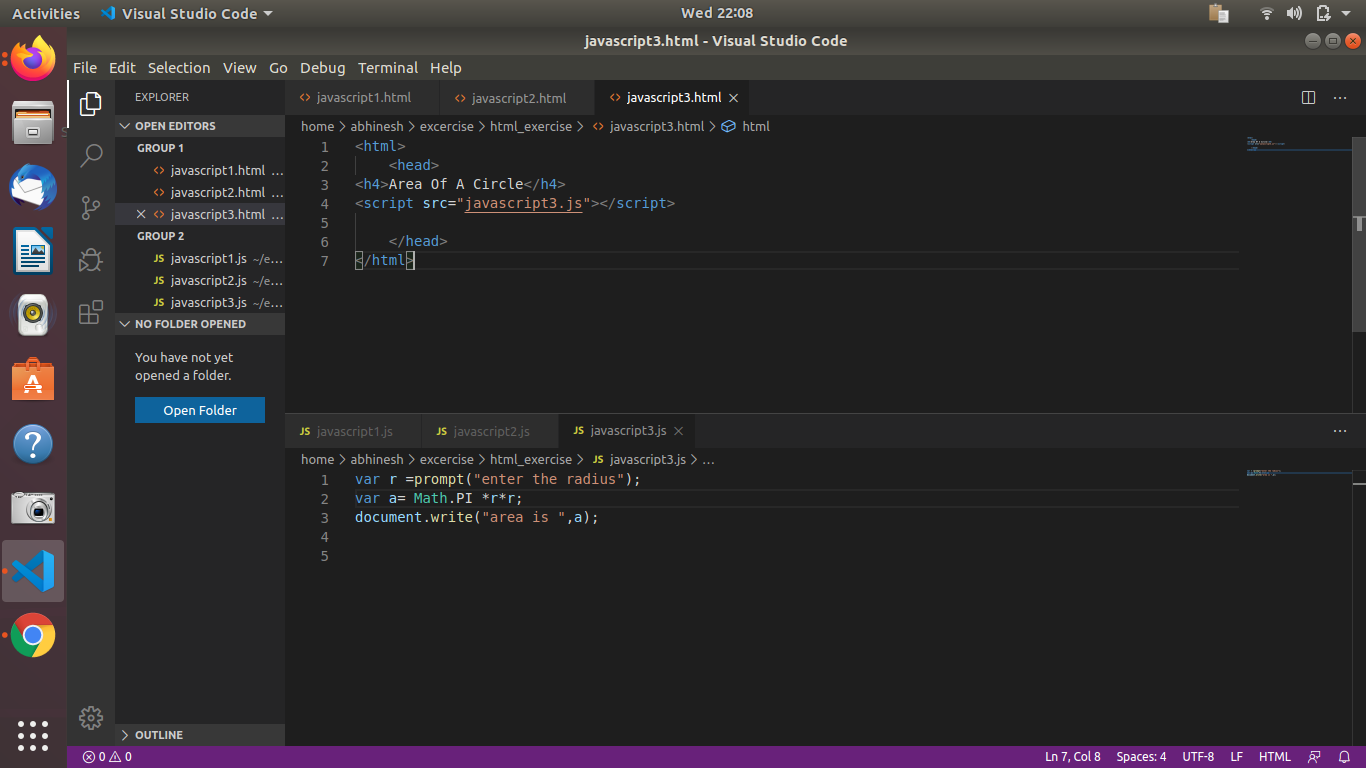 Activities Visual Studio Code Wed 22:08
javascript3.html - Visual Studio Code
File Edit Selection View Go Debug Terminal Help
EXPLORER
OPEN EDITORS
GROUP 1
javascript1.html ...
javascript2.html ...
javascript3.html ...
GROUP 2
javascript1.js ~/e...
javascript2.js ~/e...
javascript3.js ~/e...
NO FOLDER OPENED
You have not yet
opened a folder.
Open Folder
OUTLINE
javascript1.html javascript2.html javascript3.html
home > abhinesh > excercise > html_exercise > javascript3.html > html
1 <html>
2 <head>
3 <h4>Area Of A Circle</h4>
4 <script src="javascript3.js"></script>
5
6 </head>
7 </html>
JS javascript1.js JS javascript2.js JS javascript3.js
home > abhinesh > excercise > html_exercise > JS javascript3.js > ...
1 var r =prompt("enter the radius");
2 var a= Math.PI *r*r;
3 document.write("area is ",a);
4
5
0 0 Ln 7, Col 8 Spaces: 4 UTF-8 LF HTML